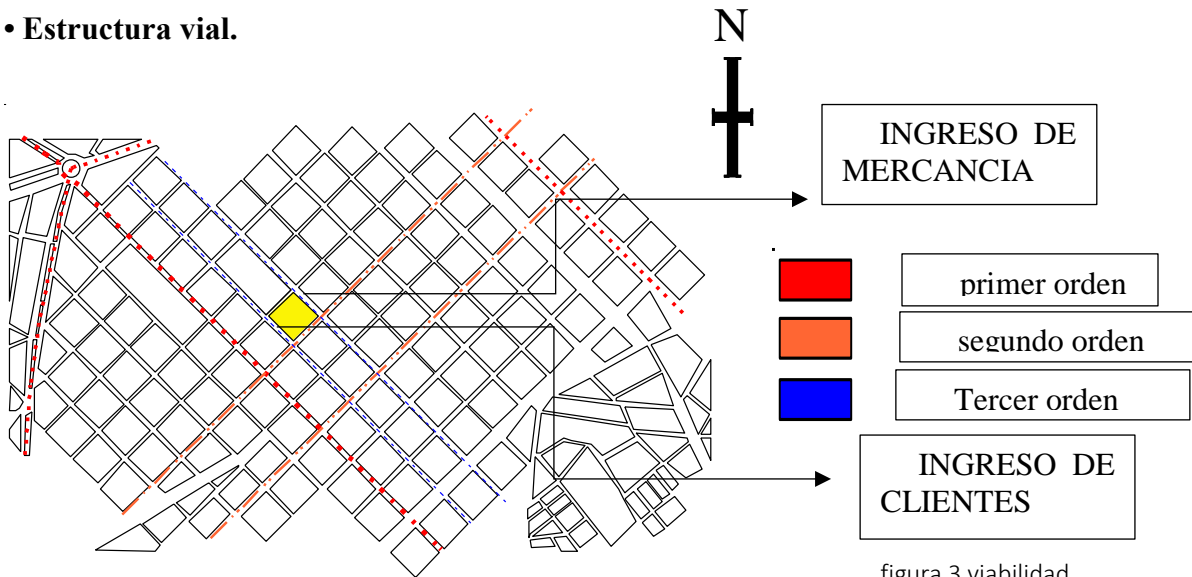 • Estructura vial.
N
INGRESO DE
MERCANCIA
primer orden
segundo orden
Tercer orden
INGRESO DE
CLIENTES
figura 3 viabilidad